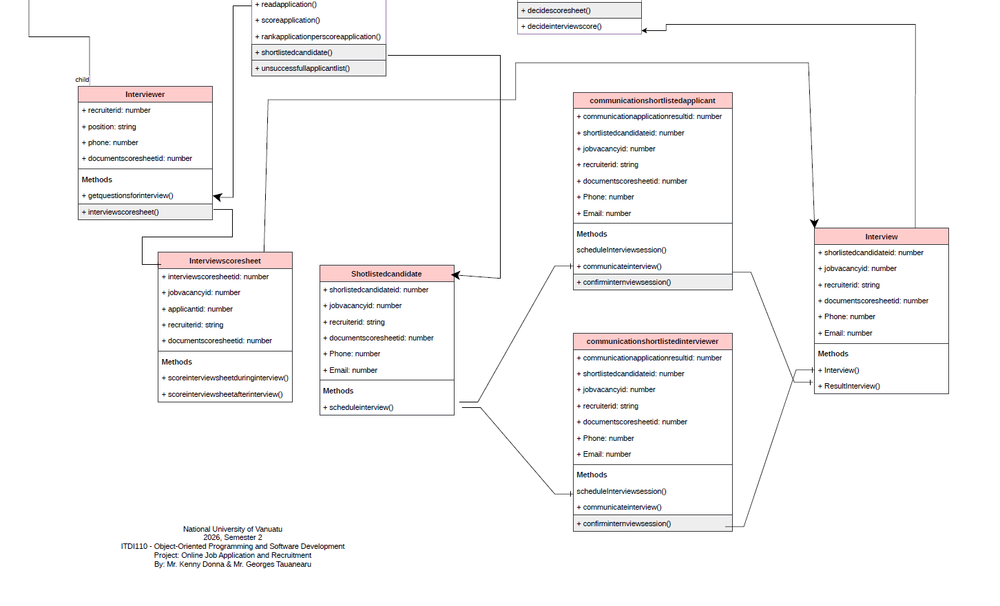 + readapplication()
+ scoreapplication()
+ rankapplicationperscoreapplication()
+ shortlistedcandidate()
+ unsuccessfullapplicantlist()
+ decidescoresheet()
+ decideinterviewscore()
child
Interviewer
+ recruiterid: number
+ position: string
+ phone: number
+ documentscoresheetid: number
Methods
+ getquestionsforinterview()
+ interviewscoresheet()
Interviewscoresheet
+ interviewscoresheetid: number
+ jobvacancyid: number
+ applicantid: number
+ recruiterid: string
+ documentscoresheetid: number
Methods
+ scoreinterviewsheetduringinterview()
+ scoreinterviewsheetafterinterview()
Shotlistedcandidate
+ shorlistedcandidateid: number
+ jobvacancyid: number
+ recruiterid: string
+ documentscoresheetid: number
+ Phone: number
+ Email: number
Methods
+ scheduleinterview()
communicationshortlistedapplicant
+ communicationapplicationresultid: number
+ shortlistedcandidateid: number
+ jobvacancyid: number
+ recruiterid: string
+ documentscoresheetid: number
+ Phone: number
+ Email: number
Methods
scheduleInterviewsession()
+ communicateinterview()
+ confirminternviewsession()
communicationshortlistedinterviewer
+ communicationapplicationresultid: number
+ shortlistedcandidateid: number
+ jobvacancyid: number
+ recruiterid: string
+ documentscoresheetid: number
+ Phone: number
+ Email: number
Methods
scheduleInterviewsession()
+ communicateinterview()
+ confirminternviewsession()
Interview
+ shorlistedcandidateid: number
+ jobvacancyid: number
+ recruiterid: string
+ documentscoresheetid: number
+ Phone: number
+ Email: number
Methods
+ Interview()
+ ResultInterview()
National University of Vanuatu
2026, Semester 2
ITDI110 - Object-Oriented Programming and Software Development
Project: Online Job Application and Recruitment
By: Mr. Kenny Donna & Mr. Georges Tauanearu